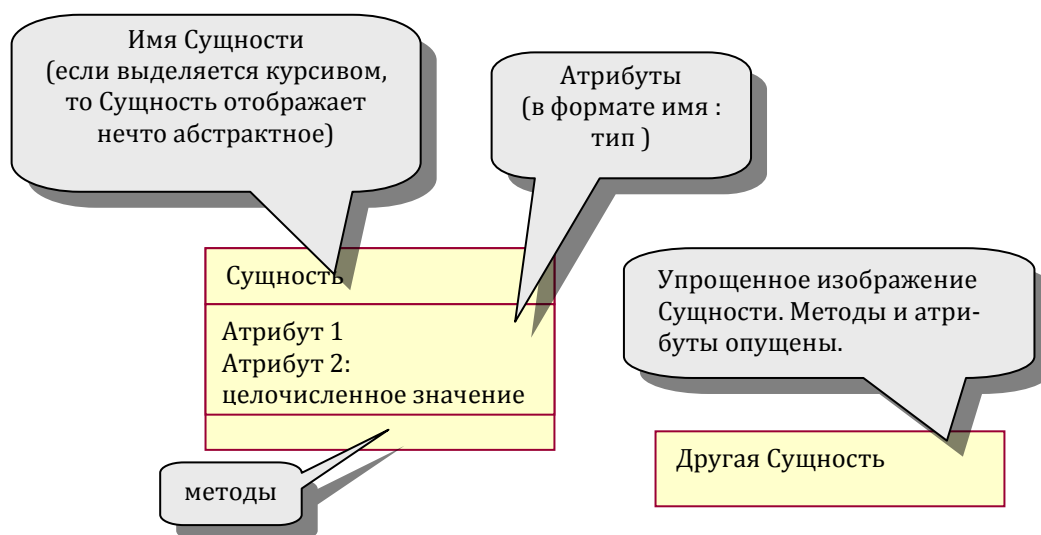 Имя Сущности
(если выделяется курсивом,
то Сущность отображает
нечто абстрактное)
Атрибуты
(в формате имя :
тип )
Сущность
Атрибут 1
Атрибут 2:
целочисленное значение
методы
Упрощенное изображение
Сущности. Методы и атри-
буты опущены.
Другая Сущность